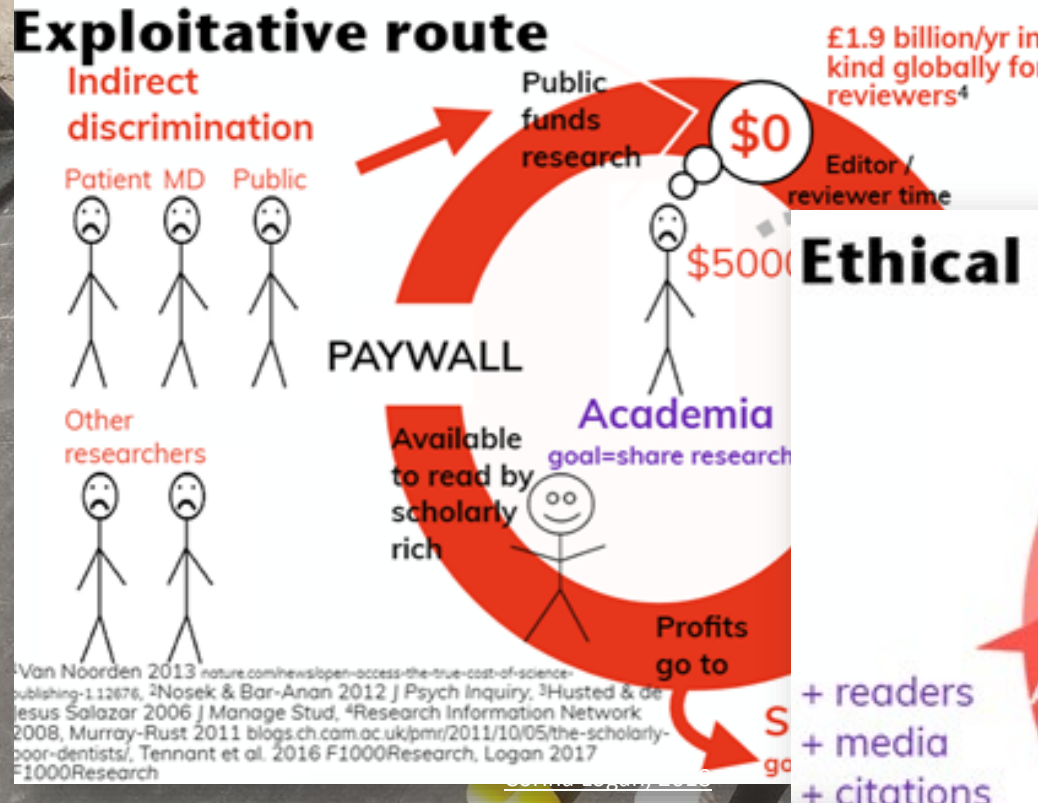 Exploitative route
Indirect
discrimination
Patient MD Public
Public
funds
research
$0
£1.9 billion/yr in
kind globally for
reviewers⁴
Editor /
reviewer time
$5000
PAYWALL
Academia
goal=share research
Other
researchers
Available
to read by
scholarly
rich
Profits
go to
S
go
¹Van Noorden 2013 nature.com/news/open-access-the-true-cost-of-science-
publishing-1.12676, ²Nosek & Bar-Anan 2012 J Psych Inquiry, ³Husted & de
Jesus Salazar 2006 J Manage Stud, ⁴Research Information Network
2008, Murray-Rust 2011 blogs.ch.cam.ac.uk/pmr/2011/10/05/the-scholarly-
poor-dentists/, Tennant et al. 2016 F1000Research, Logan 2017
F1000Research
Ethical
+ readers
+ media
+ citations